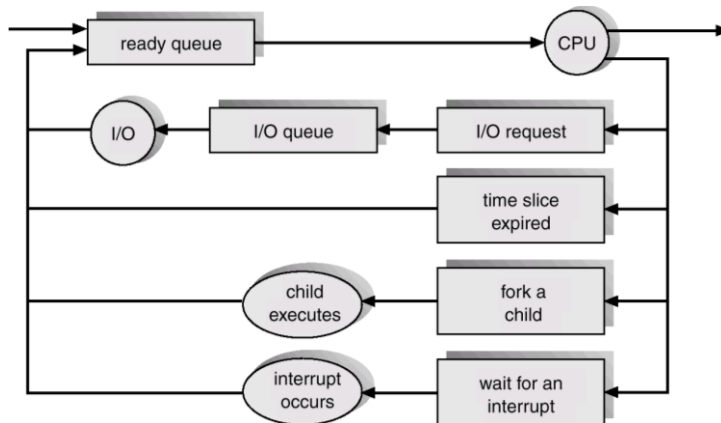 ready queue
CPU
I/O
I/O queue
I/O request
time slice
expired
child
executes
fork a
child
interrupt
occurs
wait for an
interrupt